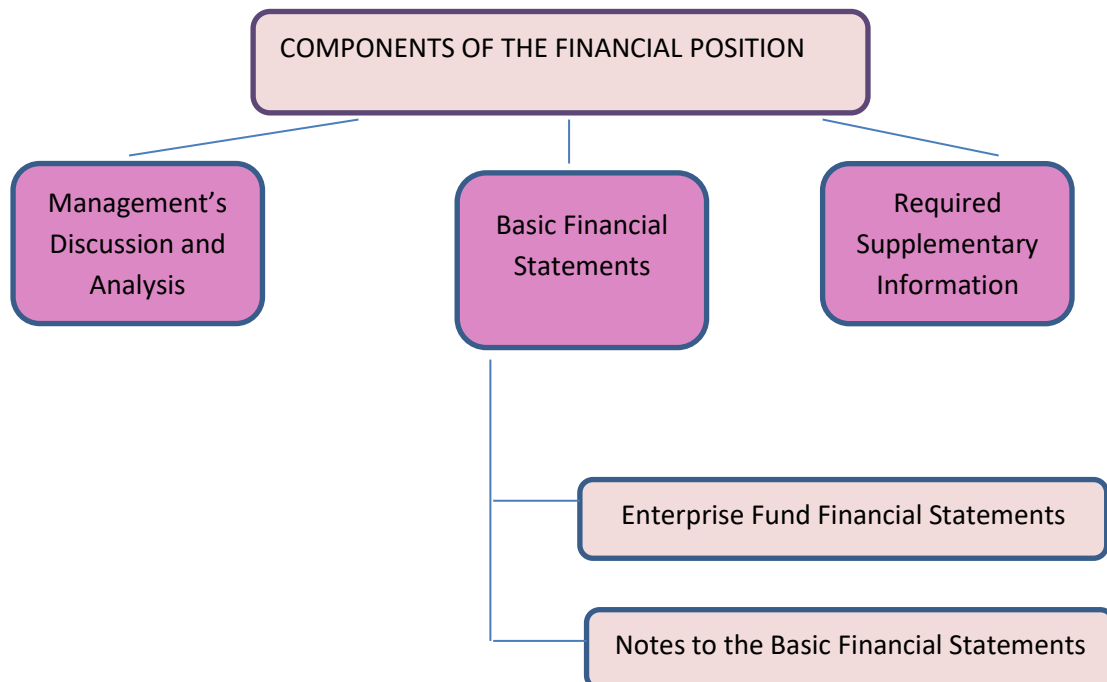 COMPONENTS OF THE FINANCIAL POSITION
Management’s
Discussion and
Analysis
Basic Financial
Statements
Required
Supplementary
Information
Enterprise Fund Financial Statements
Notes to the Basic Financial Statements